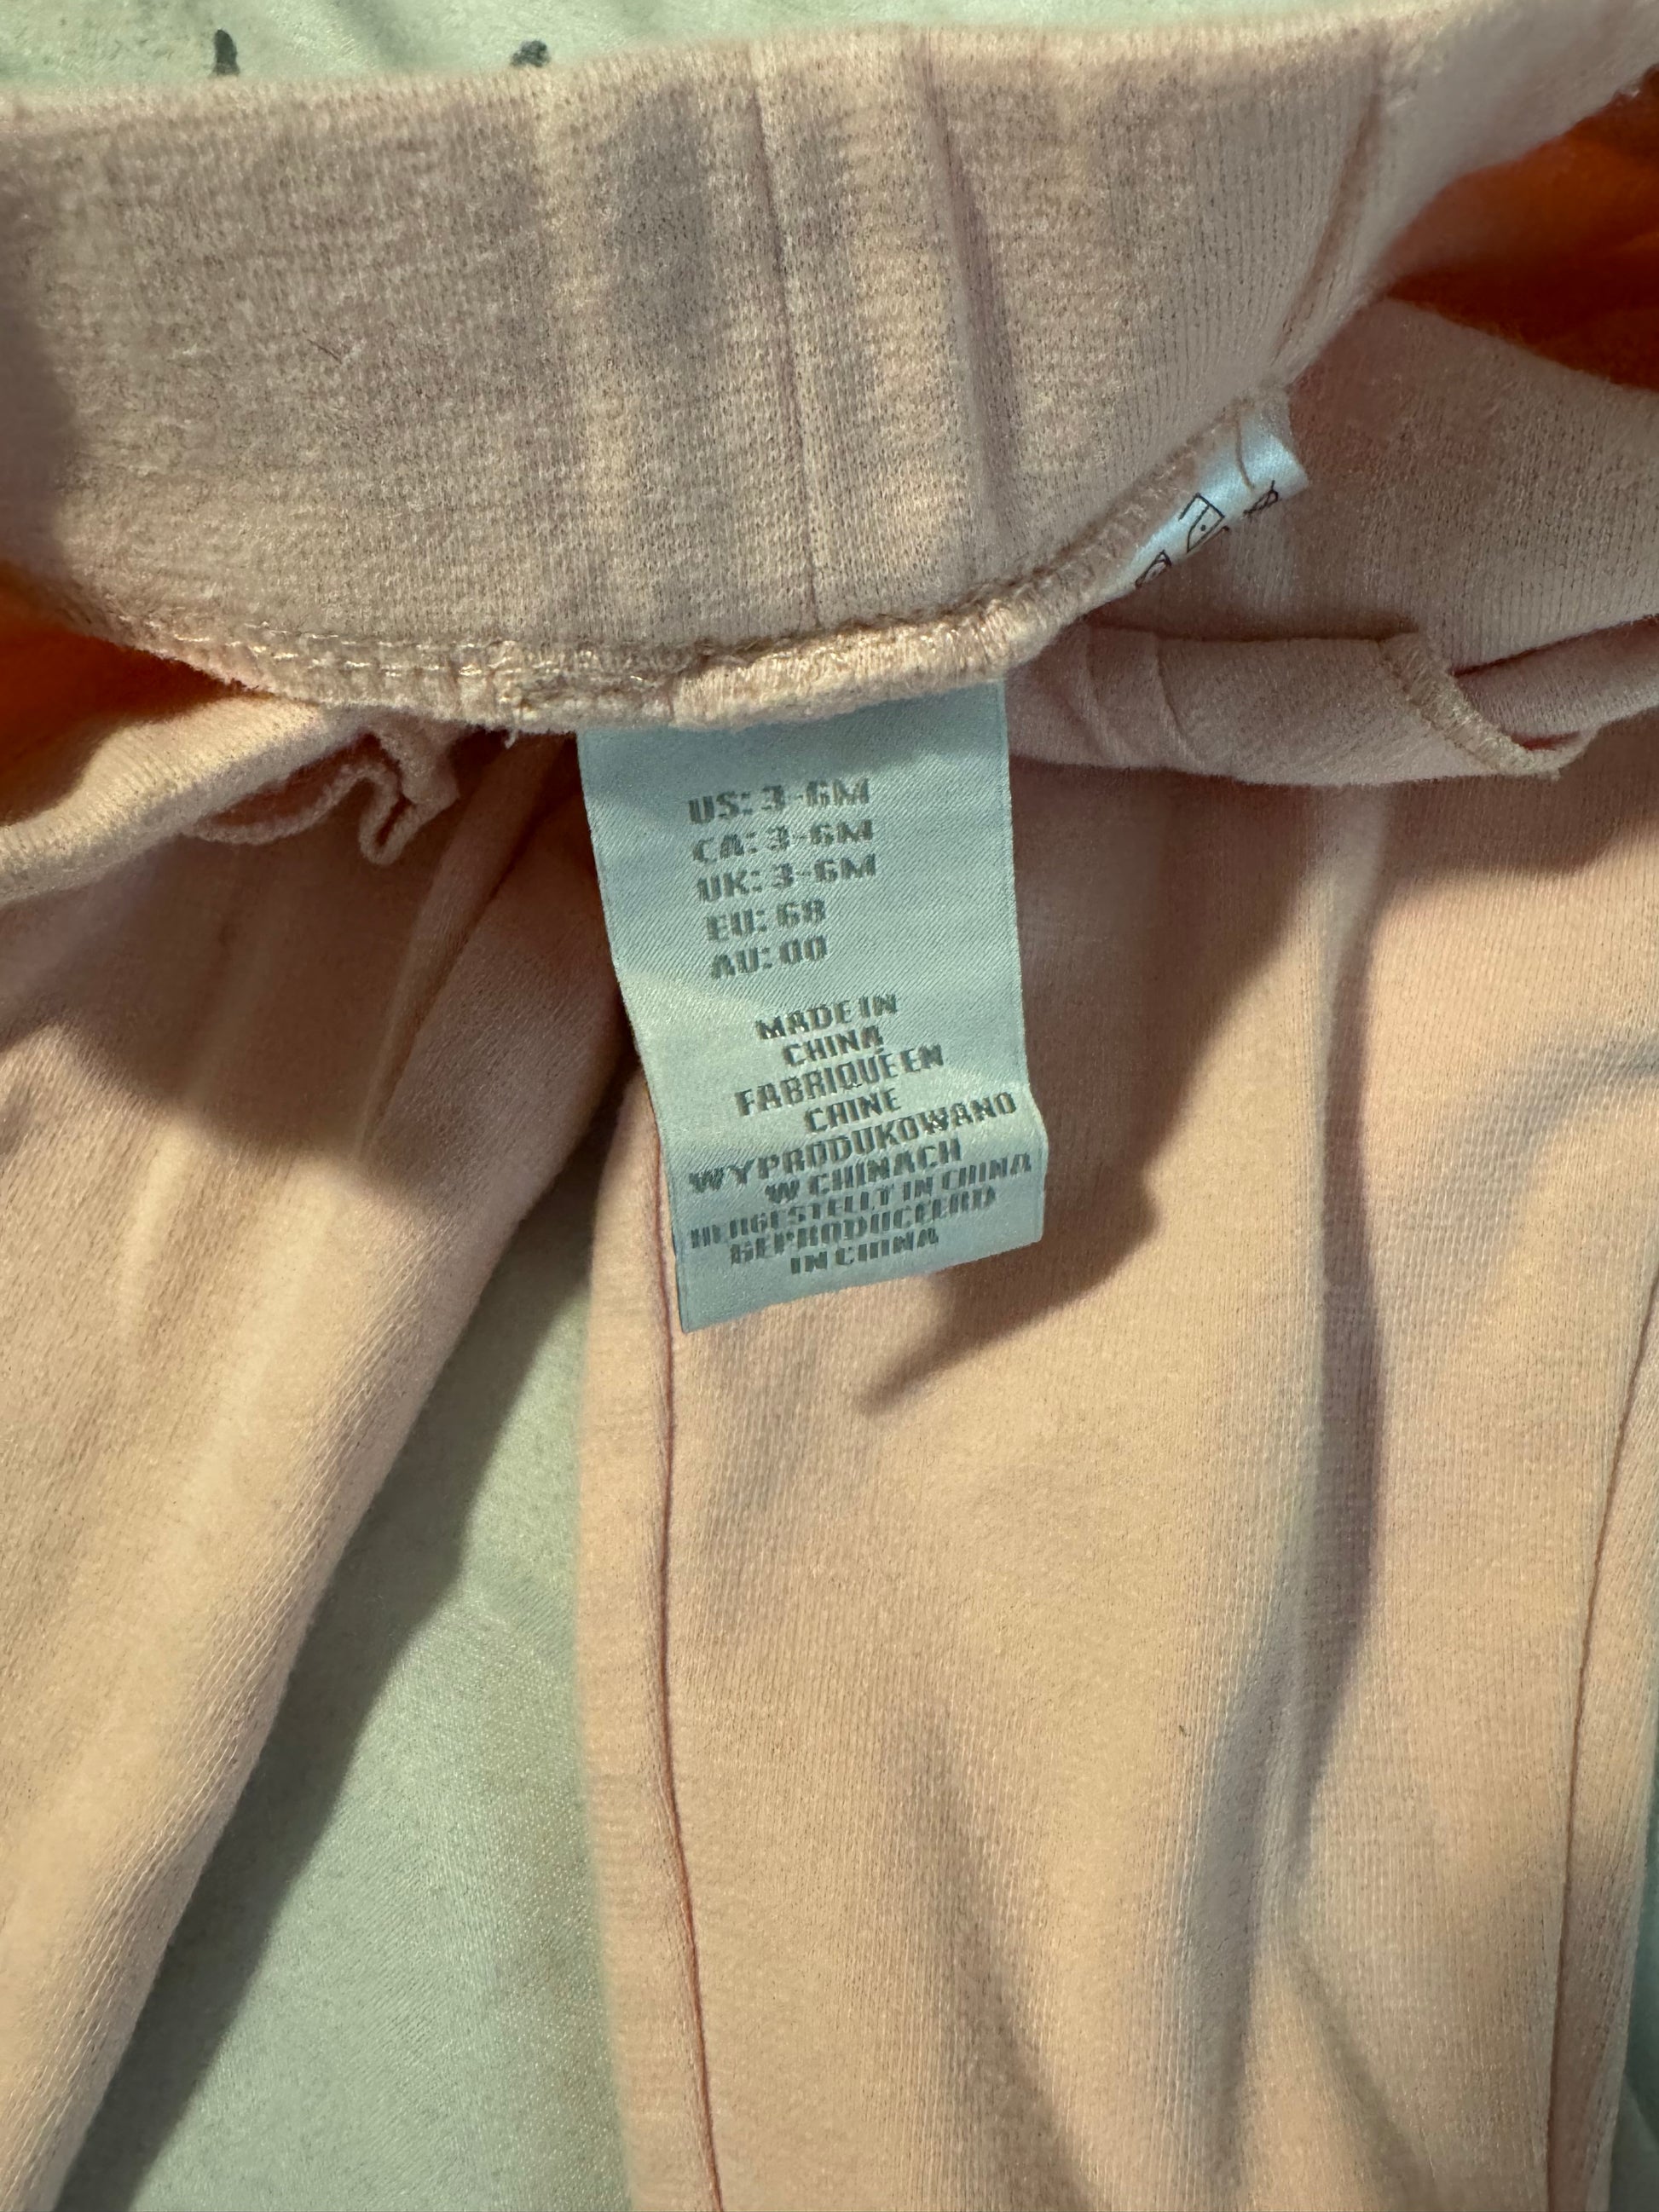 US: 3-6M
CA: 3-6M
UK: 3-6M
EU: 68
AU: 00
MADE IN
CHINA
FABRIQUÉ EN
CHINE
WYPRODUKOWANO
W CHINACH
HERGESTELLT IN CHINA
GEPRODUCEERD
IN CHINA